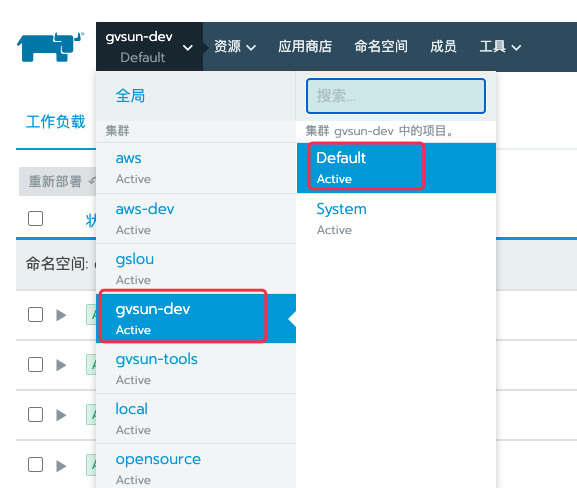 gvsun-dev
Default
资源
应用商店
命名空间
成员
工具
全局
搜索...
工作负载
集群
集群 gvsun-dev 中的项目。
aws
Active
Default
Active
重新部署
aws-dev
Active
System
Active
gslou
Active
命名空间:
gvsun-dev
Active
gvsun-tools
Active
local
Active
opensource
Active